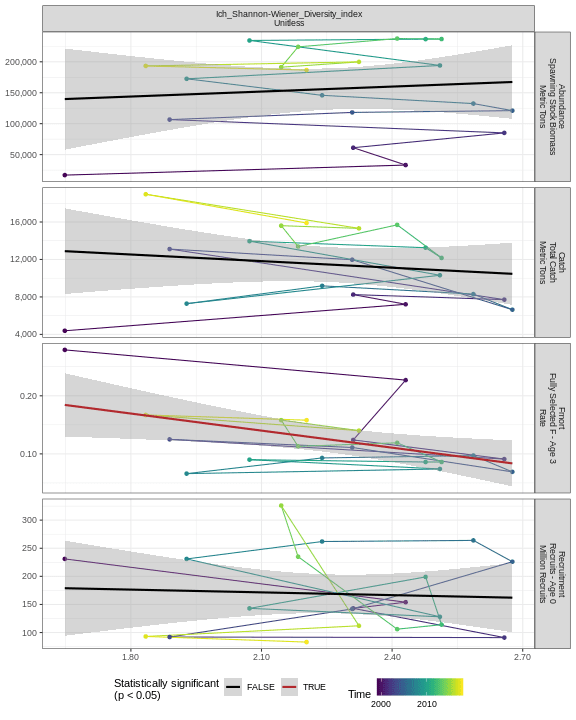 Ich_Shannon-Wiener_Diversity_index
Unitless
200,000
150,000
100,000
50,000
Abundance
Spawning Stock Biomass
Metric Tons
16,000
12,000
8,000
4,000
Catch
Total Catch
Metric Tons
0.20
0.10
Fmort
Fully Selected F - Age 3
Rate
300
250
200
150
100
Recruitment
Recruits - Age 0
Million Recruits
1.80 2.10 2.40 2.70
Statistically significant
(p < 0.05)
FALSE
TRUE
Time
2000 2010